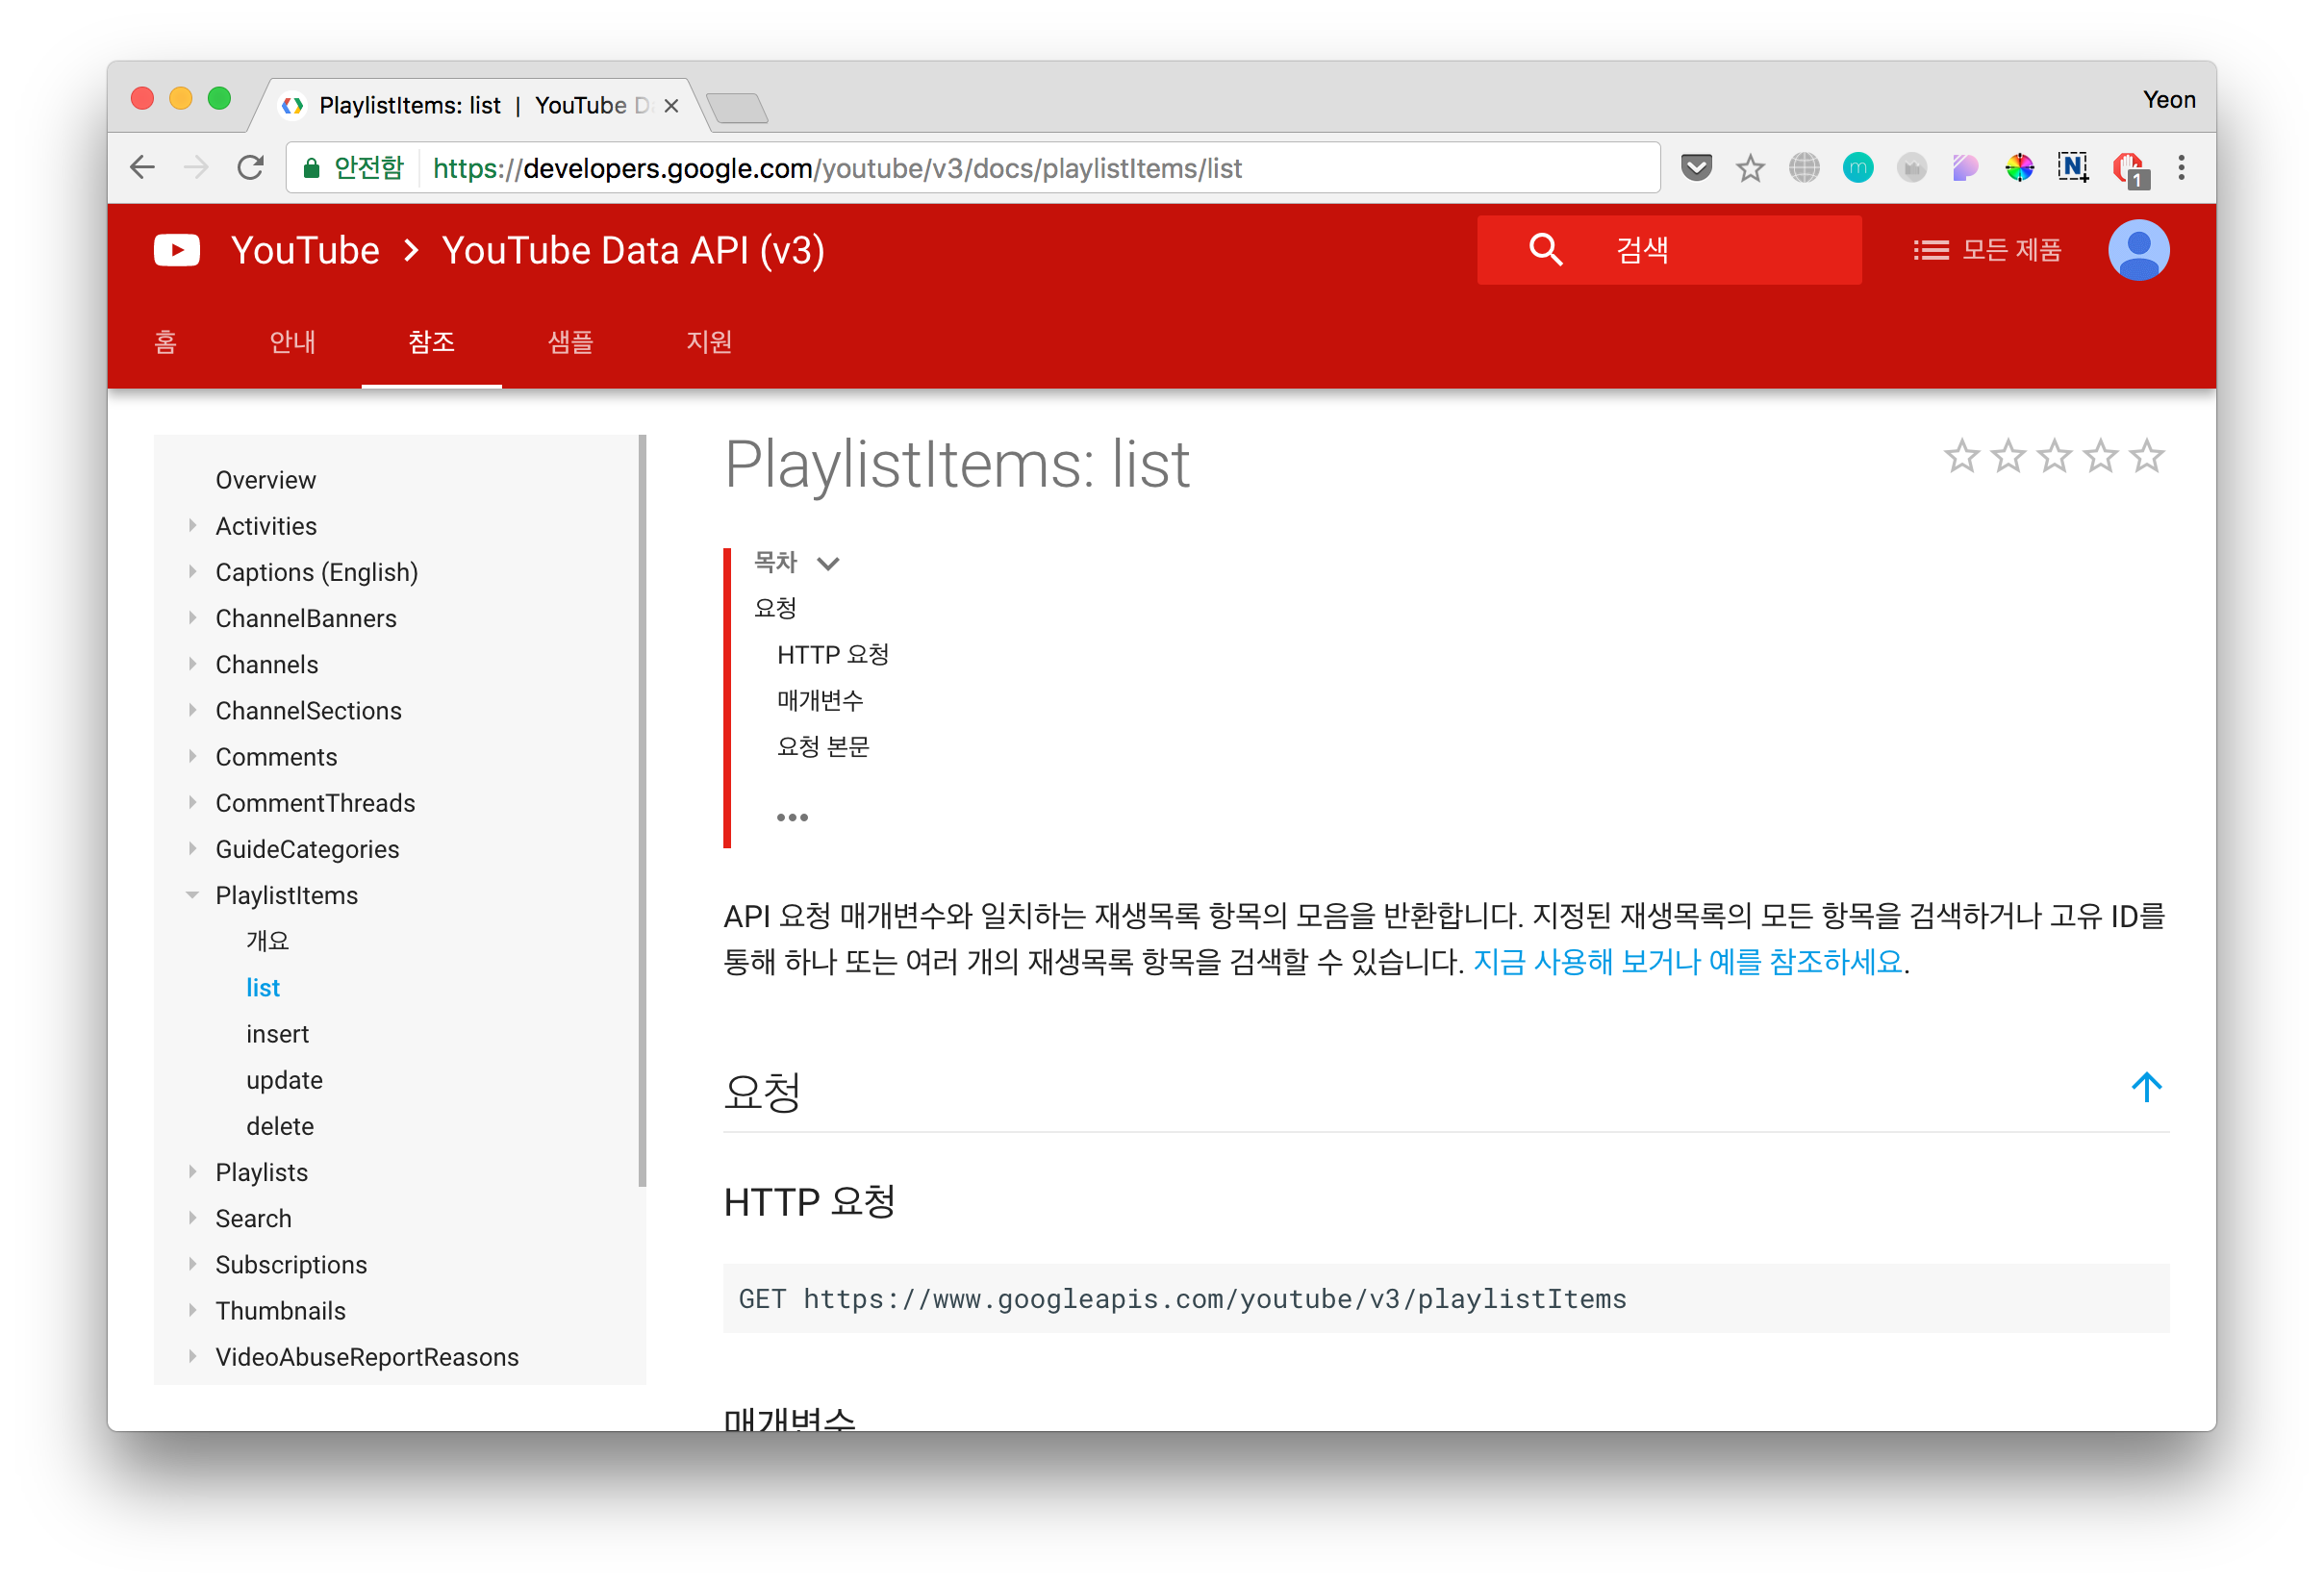 PlaylistItems: list | YouTube D
Yeon
안전함 https://developers.google.com/youtube/v3/docs/playlistItems/list
m
N
1
YouTube > YouTube Data API (v3)
검색
모든 제품
홈 안내 참조 샘플 지원
Overview
Activities
Captions (English)
ChannelBanners
Channels
ChannelSections
Comments
CommentThreads
GuideCategories
PlaylistItems
개요
list
insert
update
delete
Playlists
Search
Subscriptions
Thumbnails
VideoAbuseReportReasons
PlaylistItems: list
목차
요청
HTTP 요청
매개변수
요청 본문
•••
API 요청 매개변수와 일치하는 재생목록 항목의 모음을 반환합니다. 지정된 재생목록의 모든 항목을 검색하거나 고유 ID를
통해 하나 또는 여러 개의 재생목록 항목을 검색할 수 있습니다. 지금 사용해 보거나 예를 참조하세요.
요청
HTTP 요청
GET https://www.googleapis.com/youtube/v3/playlistItems
매개변수